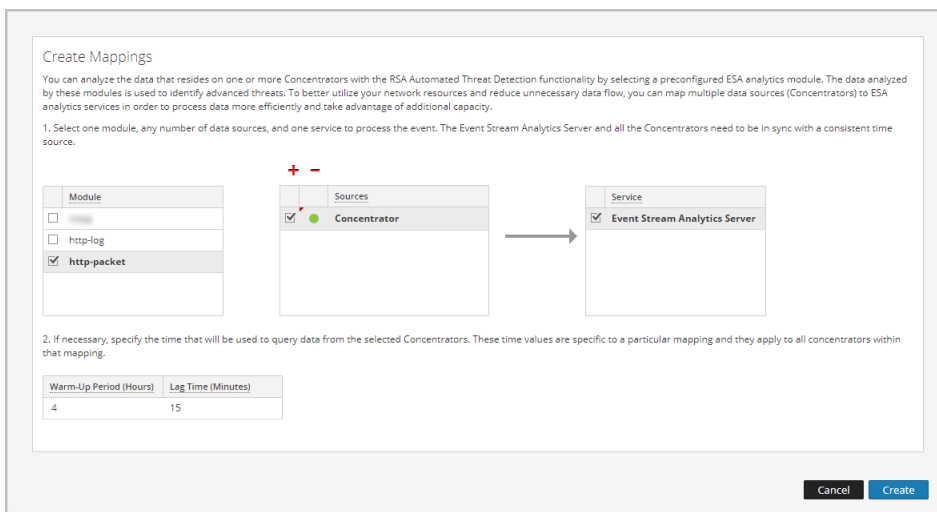 Create Mappings
You can analyze the data that resides on one or more Concentrators with the RSA Automated Threat Detection functionality by selecting a preconfigured ESA analytics module. The data analyzed
by these modules is used to identify advanced threats. To better utilize your network resources and reduce unnecessary data flow, you can map multiple data sources (Concentrators) to ESA
analytics services in order to process data more efficiently and take advantage of additional capacity.
1. Select one module, any number of data sources, and one service to process the event. The Event Stream Analytics Server and all the Concentrators need to be in sync with a consistent time
source.
Module
http-log
http-packet
Sources
Concentrator
Service
Event Stream Analytics Server
2. If necessary, specify the time that will be used to query data from the selected Concentrators. These time values are specific to a particular mapping and they apply to all concentrators within
that mapping.
Warm-Up Period (Hours) Lag Time (Minutes)
4 15
Cancel Create